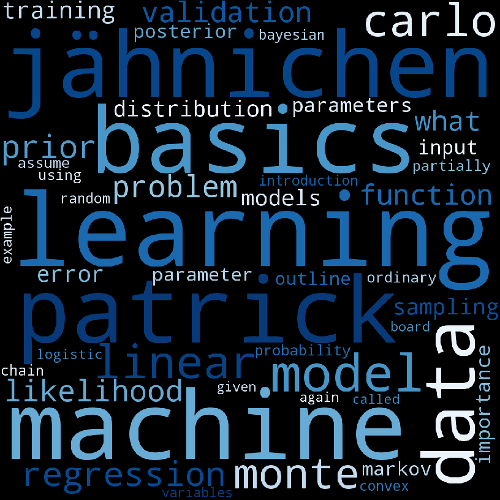 training validation carlo
posterior bayesian
jähnichen
distribution parameters
basics what
prior input
assume partially
using problem introduction function
random models
learning
example
error parameter outline ordinary
patrick sampling
board
logistic linear probability
chain model importance
likelihood given called
again
machine data
regression monte markov
convex
variables